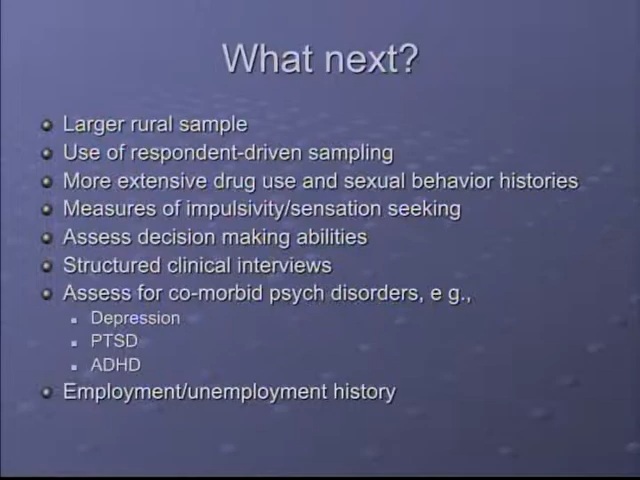 What next?
Larger rural sample
Use of respondent-driven sampling
More extensive drug use and sexual behavior histories
Measures of impulsivity/sensation seeking
Assess decision making abilities
Structured clinical interviews
Assess for co-morbid psych disorders, e g.,
Depression
PTSD
ADHD
Employment/unemployment history